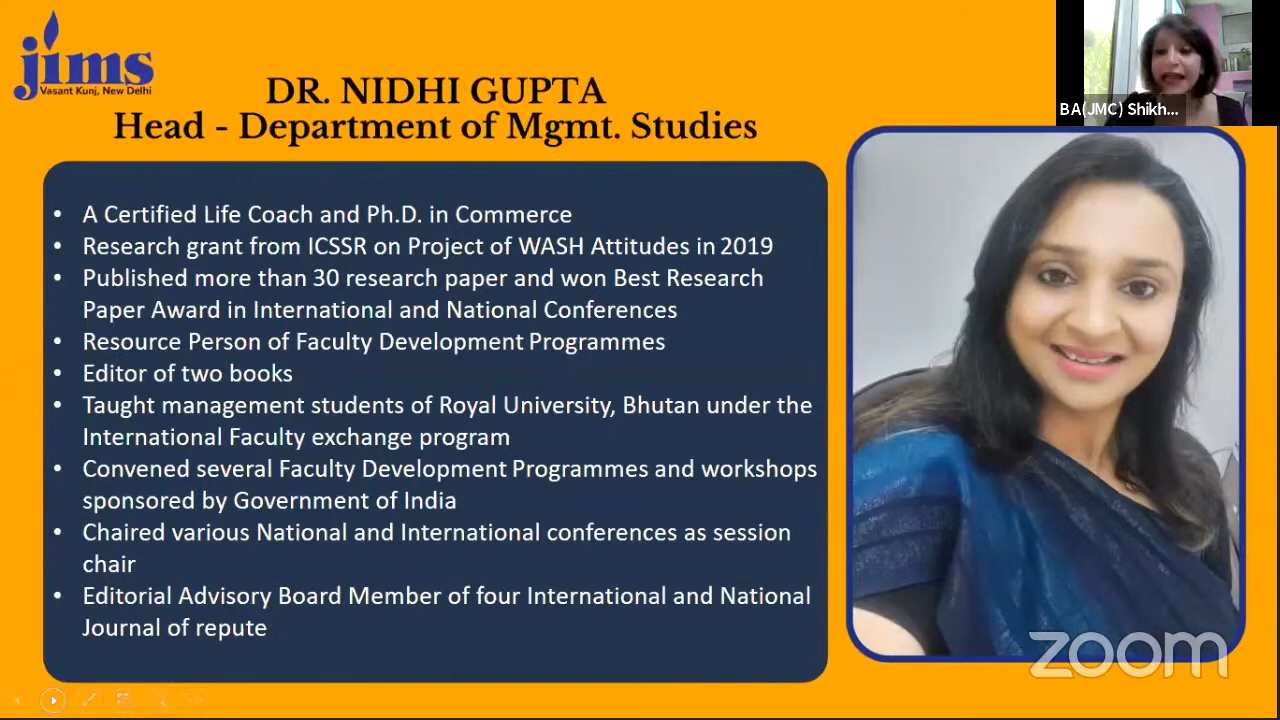 jims
Vasant Kunj, New Delhi
DR. NIDHI GUPTA
Head - Department of Mgmt. Studies
BA(JMC) Shikh...
• A Certified Life Coach and Ph.D. in Commerce
• Research grant from ICSSR on Project of WASH Attitudes in 2019
• Published more than 30 research paper and won Best Research
Paper Award in International and National Conferences
• Resource Person of Faculty Development Programmes
• Editor of two books
• Taught management students of Royal University, Bhutan under the
International Faculty exchange program
• Convened several Faculty Development Programmes and workshops
sponsored by Government of India
• Chaired various National and International conferences as session
chair
• Editorial Advisory Board Member of four International and National
Journal of repute
zoom